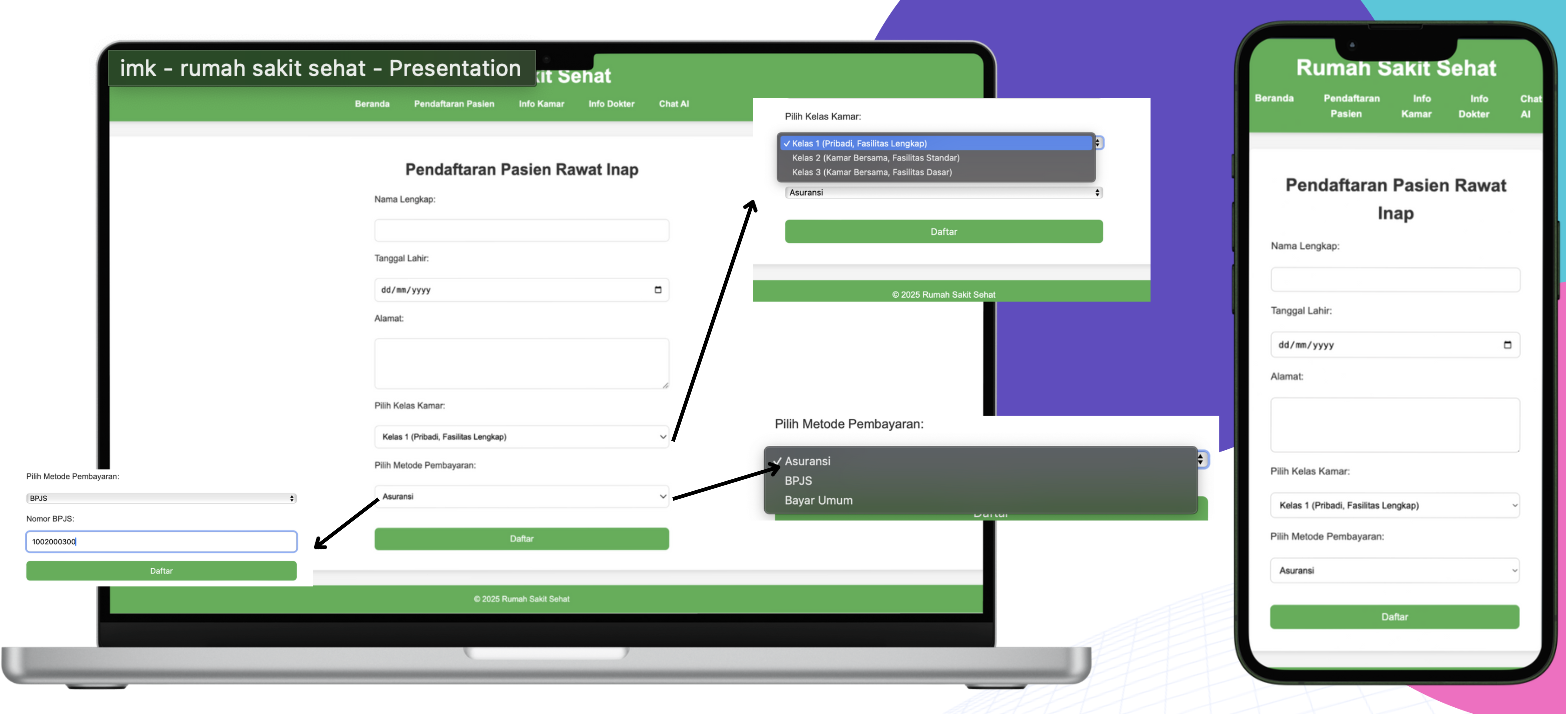 imk - rumah sakit sehat - Presentation
kit Sehat
Beranda Pendaftaran Pasien Info Kamar Info Dokter Chat AI
Pendaftaran Pasien Rawat Inap
Nama Lengkap:
Tanggal Lahir:
dd/mm/yyyy
Alamat:
Pilih Kelas Kamar:
Kelas 1 (Pribadi, Fasilitas Lengkap)
Pilih Metode Pembayaran:
Asuransi
Daftar
© 2025 Rumah Sakit Sehat
Pilih Metode Pembayaran:
BPJS
Nomor BPJS:
1002000300
Daftar
Pilih Kelas Kamar:
✓ Kelas 1 (Pribadi, Fasilitas Lengkap)
Kelas 2 (Kamar Bersama, Fasilitas Standar)
Kelas 3 (Kamar Bersama, Fasilitas Dasar)
Asuransi
Daftar
© 2025 Rumah Sakit Sehat
Pilih Metode Pembayaran:
✓ Asuransi
BPJS
Bayar Umum
Daftar
Rumah Sakit Sehat
Beranda Pendaftaran Info Info Chat
Pasien Kamar Dokter AI
Pendaftaran Pasien Rawat
Inap
Nama Lengkap:
Tanggal Lahir:
dd/mm/yyyy
Alamat:
Pilih Kelas Kamar:
Kelas 1 (Pribadi, Fasilitas Lengkap)
Pilih Metode Pembayaran:
Asuransi
Daftar